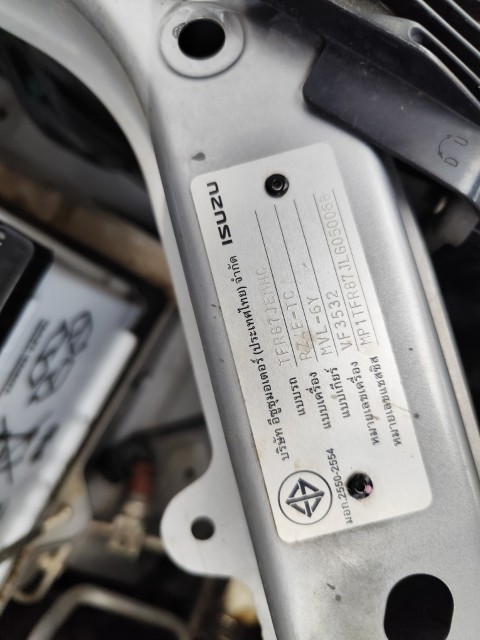 ISUZU
บริษัท อีซูซุมอเตอร์ (ประเทศไทย) จำกัด
แบบรถ
แบบเครื่อง RZ4E-TC
แบบเกียร์ MVL-6Y
หมายเลขเครื่อง VF3532
หมายเลขแชสซีส MP1TFR87JLG050066
มอก.2550-2554